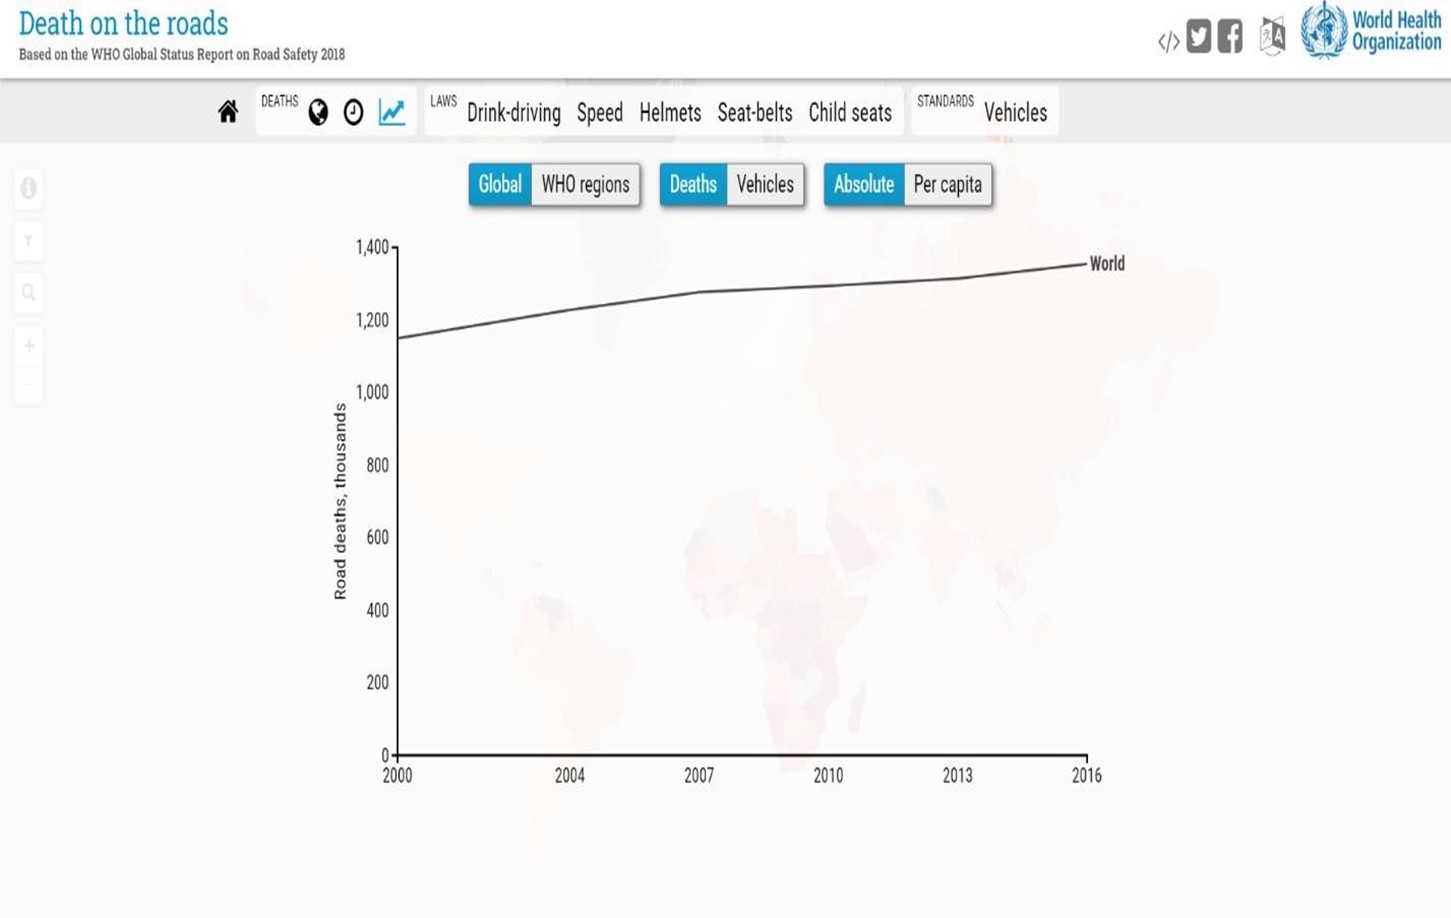 Death on the roads
Based on the WHO Global Status Report on Road Safety 2018
World Health
Organization
DEATHS
LAWS Drink-driving Speed Helmets Seat-belts Child seats
STANDARDS Vehicles
Global WHO regions
Deaths Vehicles
Absolute Per capita
1,400
1,200
1,000
800
600
400
200
0
Road deaths, thousands
World
2000 2004 2007 2010 2013 2016